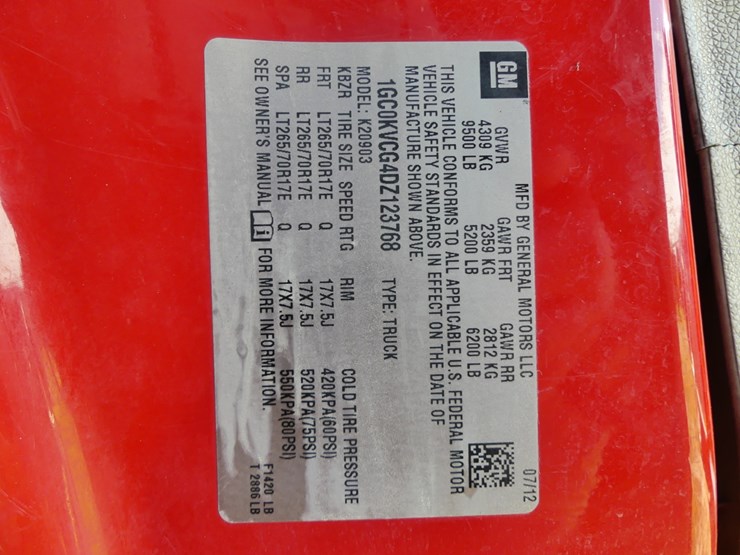 GM
MFD BY GENERAL MOTORS LLC 07/12
GVWR GAWR FRT GAWR RR
4309 KG 2359 KG 2812 KG
9500 LB 5200 LB 6200 LB
THIS VEHICLE CONFORMS TO ALL APPLICABLE U.S. FEDERAL MOTOR
VEHICLE SAFETY STANDARDS IN EFFECT ON THE DATE OF
MANUFACTURE SHOWN ABOVE.
1GC0KVCG4DZ123768 TYPE: TRUCK
MODEL: K20903
KBZR TIRE SIZE SPEED RTG RIM COLD TIRE PRESSURE
FRT LT265/70R17E Q 17X7.5J 420KPA(60PSI)
RR LT265/70R17E Q 17X7.5J 520KPA(75PSI)
SPA LT265/70R17E Q 17X7.5J 550KPA(80PSI)
SEE OWNER'S MANUAL FOR MORE INFORMATION.
F1420 LB
T 2886 LB